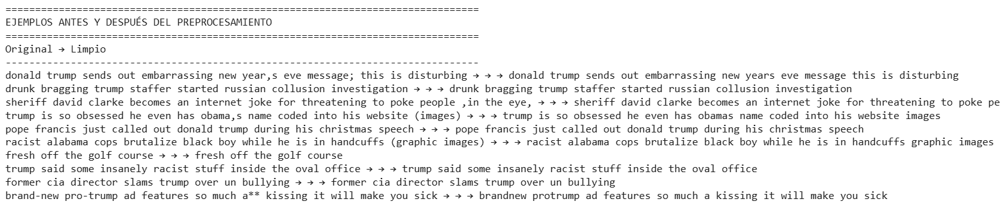 ===============================================================================
EJEMPLOS ANTES Y DESPUÉS DEL PREPROCESAMIENTO
===============================================================================
Original → Limpio
-------------------------------------------------------------------------------
donald trump sends out embarrassing new year,s eve message; this is disturbing → → → donald trump sends out embarrassing new years eve message this is disturbing
drunk bragging trump staffer started russian collusion investigation → → → drunk bragging trump staffer started russian collusion investigation
sheriff david clarke becomes an internet joke for threatening to poke people ,in the eye, → → → sheriff david clarke becomes an internet joke for threatening to poke pe
trump is so obsessed he even has obama,s name coded into his website (images) → → → trump is so obsessed he even has obamas name coded into his website images
pope francis just called out donald trump during his christmas speech → → → pope francis just called out donald trump during his christmas speech
racist alabama cops brutalize black boy while he is in handcuffs (graphic images) → → → racist alabama cops brutalize black boy while he is in handcuffs graphic images
fresh off the golf course → → → fresh off the golf course
trump said some insanely racist stuff inside the oval office → → → trump said some insanely racist stuff inside the oval office
former cia director slams trump over un bullying → → → former cia director slams trump over un bullying
brand-new pro-trump ad features so much a** kissing it will make you sick → → → brandnew protrump ad features so much a kissing it will make you sick